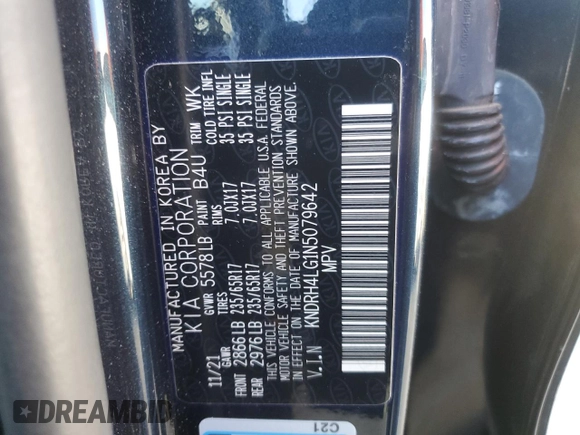 MANUFACTURED IN KOREA BY
KIA CORPORATION
11/21 GVWR 5578LB PAINT B4U TRIM WK
GAWR TIRES RIMS COLD TIRE INFL
FRONT 2866LB 235/65R17 7.0JX17 35 PSI SINGLE
REAR 2976LB 235/65R17 7.0JX17 35 PSI SINGLE
THIS VEHICLE CONFORMS TO ALL APPLICABLE U.S.A. FEDERAL
MOTOR VEHICLE SAFETY AND THEFT PREVENTION STANDARDS
IN EFFECT ON THE DATE OF MANUFACTURE SHOWN ABOVE.
V.I.N KNDRH4LG1N5079642
MPV
C21
DREAMBID